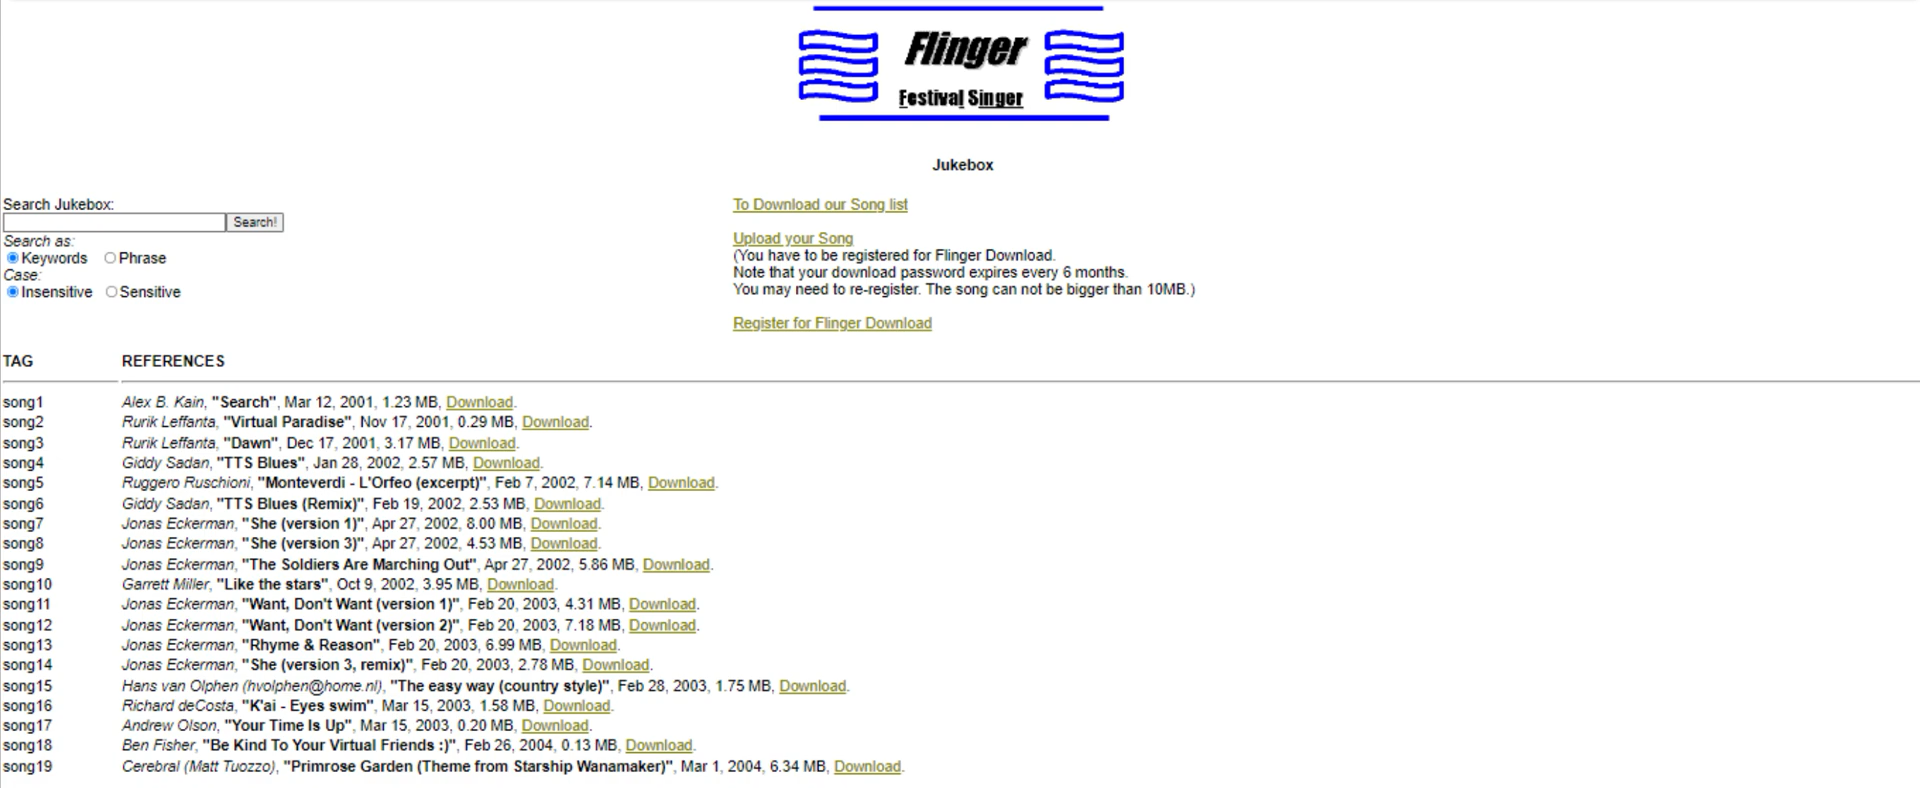 Flinger
Festival Singer
Jukebox
Search Jukebox:
Search!
Search as:
Keywords Phrase
Case:
Insensitive Sensitive
To Download our Song list
Upload your Song
(You have to be registered for Flinger Download.
Note that your download password expires every 6 months.
You may need to re-register. The song can not be bigger than 10MB.)
Register for Flinger Download
TAG REFERENCES
song1 Alex B. Kain, "Search", Mar 12, 2001, 1.23 MB, Download.
song2 Rurik Leffanta, "Virtual Paradise", Nov 17, 2001, 0.29 MB, Download.
song3 Rurik Leffanta, "Dawn", Dec 17, 2001, 3.17 MB, Download.
song4 Giddy Sadan, "TTS Blues", Jan 28, 2002, 2.57 MB, Download.
song5 Ruggero Ruschioni, "Monteverdi - L'Orfeo (excerpt)", Feb 7, 2002, 7.14 MB, Download.
song6 Giddy Sadan, "TTS Blues (Remix)", Feb 19, 2002, 2.53 MB, Download.
song7 Jonas Eckerman, "She (version 1)", Apr 27, 2002, 8.00 MB, Download.
song8 Jonas Eckerman, "She (version 3)", Apr 27, 2002, 4.53 MB, Download.
song9 Jonas Eckerman, "The Soldiers Are Marching Out", Apr 27, 2002, 5.86 MB, Download.
song10 Garrett Miller, "Like the stars", Oct 9, 2002, 3.95 MB, Download.
song11 Jonas Eckerman, "Want, Don't Want (version 1)", Feb 20, 2003, 4.31 MB, Download.
song12 Jonas Eckerman, "Want, Don't Want (version 2)", Feb 20, 2003, 7.18 MB, Download.
song13 Jonas Eckerman, "Rhyme & Reason", Feb 20, 2003, 6.99 MB, Download.
song14 Jonas Eckerman, "She (version 3, remix)", Feb 20, 2003, 2.78 MB, Download.
song15 Hans van Olphen (hvolphen@home.nl), "The easy way (country style)", Feb 28, 2003, 1.75 MB, Download.
song16 Richard deCosta, "K'ai - Eyes swim", Mar 15, 2003, 1.58 MB, Download.
song17 Andrew Olson, "Your Time Is Up", Mar 15, 2003, 0.20 MB, Download.
song18 Ben Fisher, "Be Kind To Your Virtual Friends :)", Feb 26, 2004, 0.13 MB, Download.
song19 Cerebral (Matt Tuozzo), "Primrose Garden (Theme from Starship Wanamaker)", Mar 1, 2004, 6.34 MB, Download.